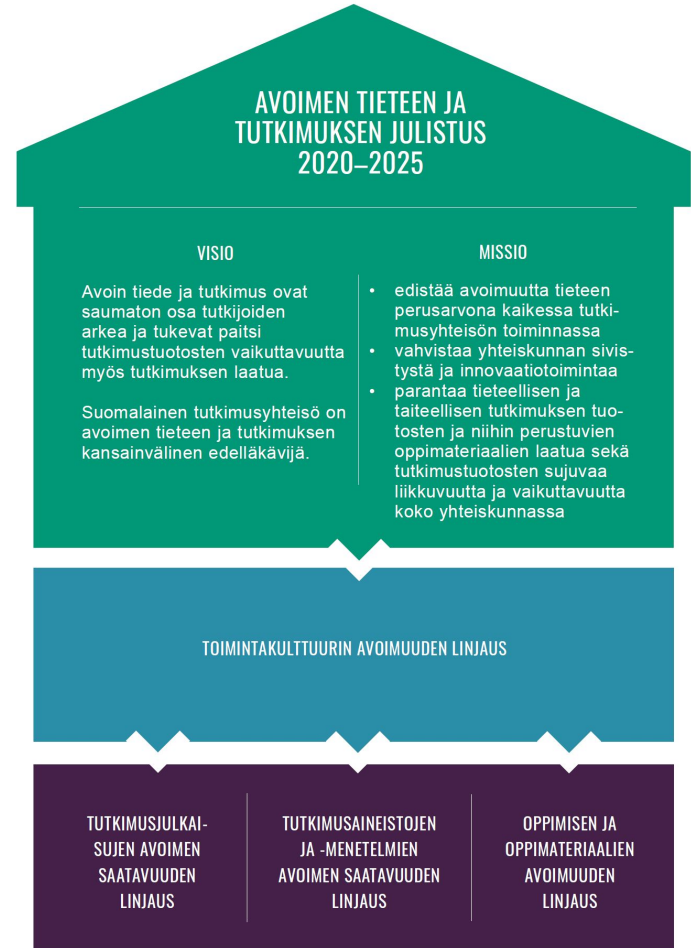 AVOIMEN TIETEEN JA
TUTKIMUKSEN JULISTUS
2020–2025
VISIO
Avoin tiede ja tutkimus ovat
saumaton osa tutkijoiden
arkea ja tukevat paitsi
tutkimustuotosten vaikuttavuutta
myös tutkimuksen laatua.
Suomalainen tutkimusyhteisö on
avoimen tieteen ja tutkimuksen
kansainvälinen edelläkävijä.
MISSIO
• edistää avoimuutta tieteen
perusarvona kaikessa tutki-
musyhteisön toiminnassa
• vahvistaa yhteiskunnan sivis-
tystä ja innovaatiotoimintaa
• parantaa tieteellisen ja
taiteellisen tutkimuksen tuo-
tosten ja niihin perustuvien
oppimateriaalien laatua sekä
tutkimustuotosten sujuvaa
liikkuvuutta ja vaikuttavuutta
koko yhteiskunnassa
TOIMINTAKULTTUURIN AVOIMUUDEN LINJAUS
TUTKIMUSJULKAI-
SUJEN AVOIMEN
SAATAVUUDEN
LINJAUS
TUTKIMUSAINEISTOJEN
JA -MENETELMIEN
AVOIMEN SAATAVUUDEN
LINJAUS
OPPIMISEN JA
OPPIMATERIAALIEN
AVOIMUUDEN
LINJAUS